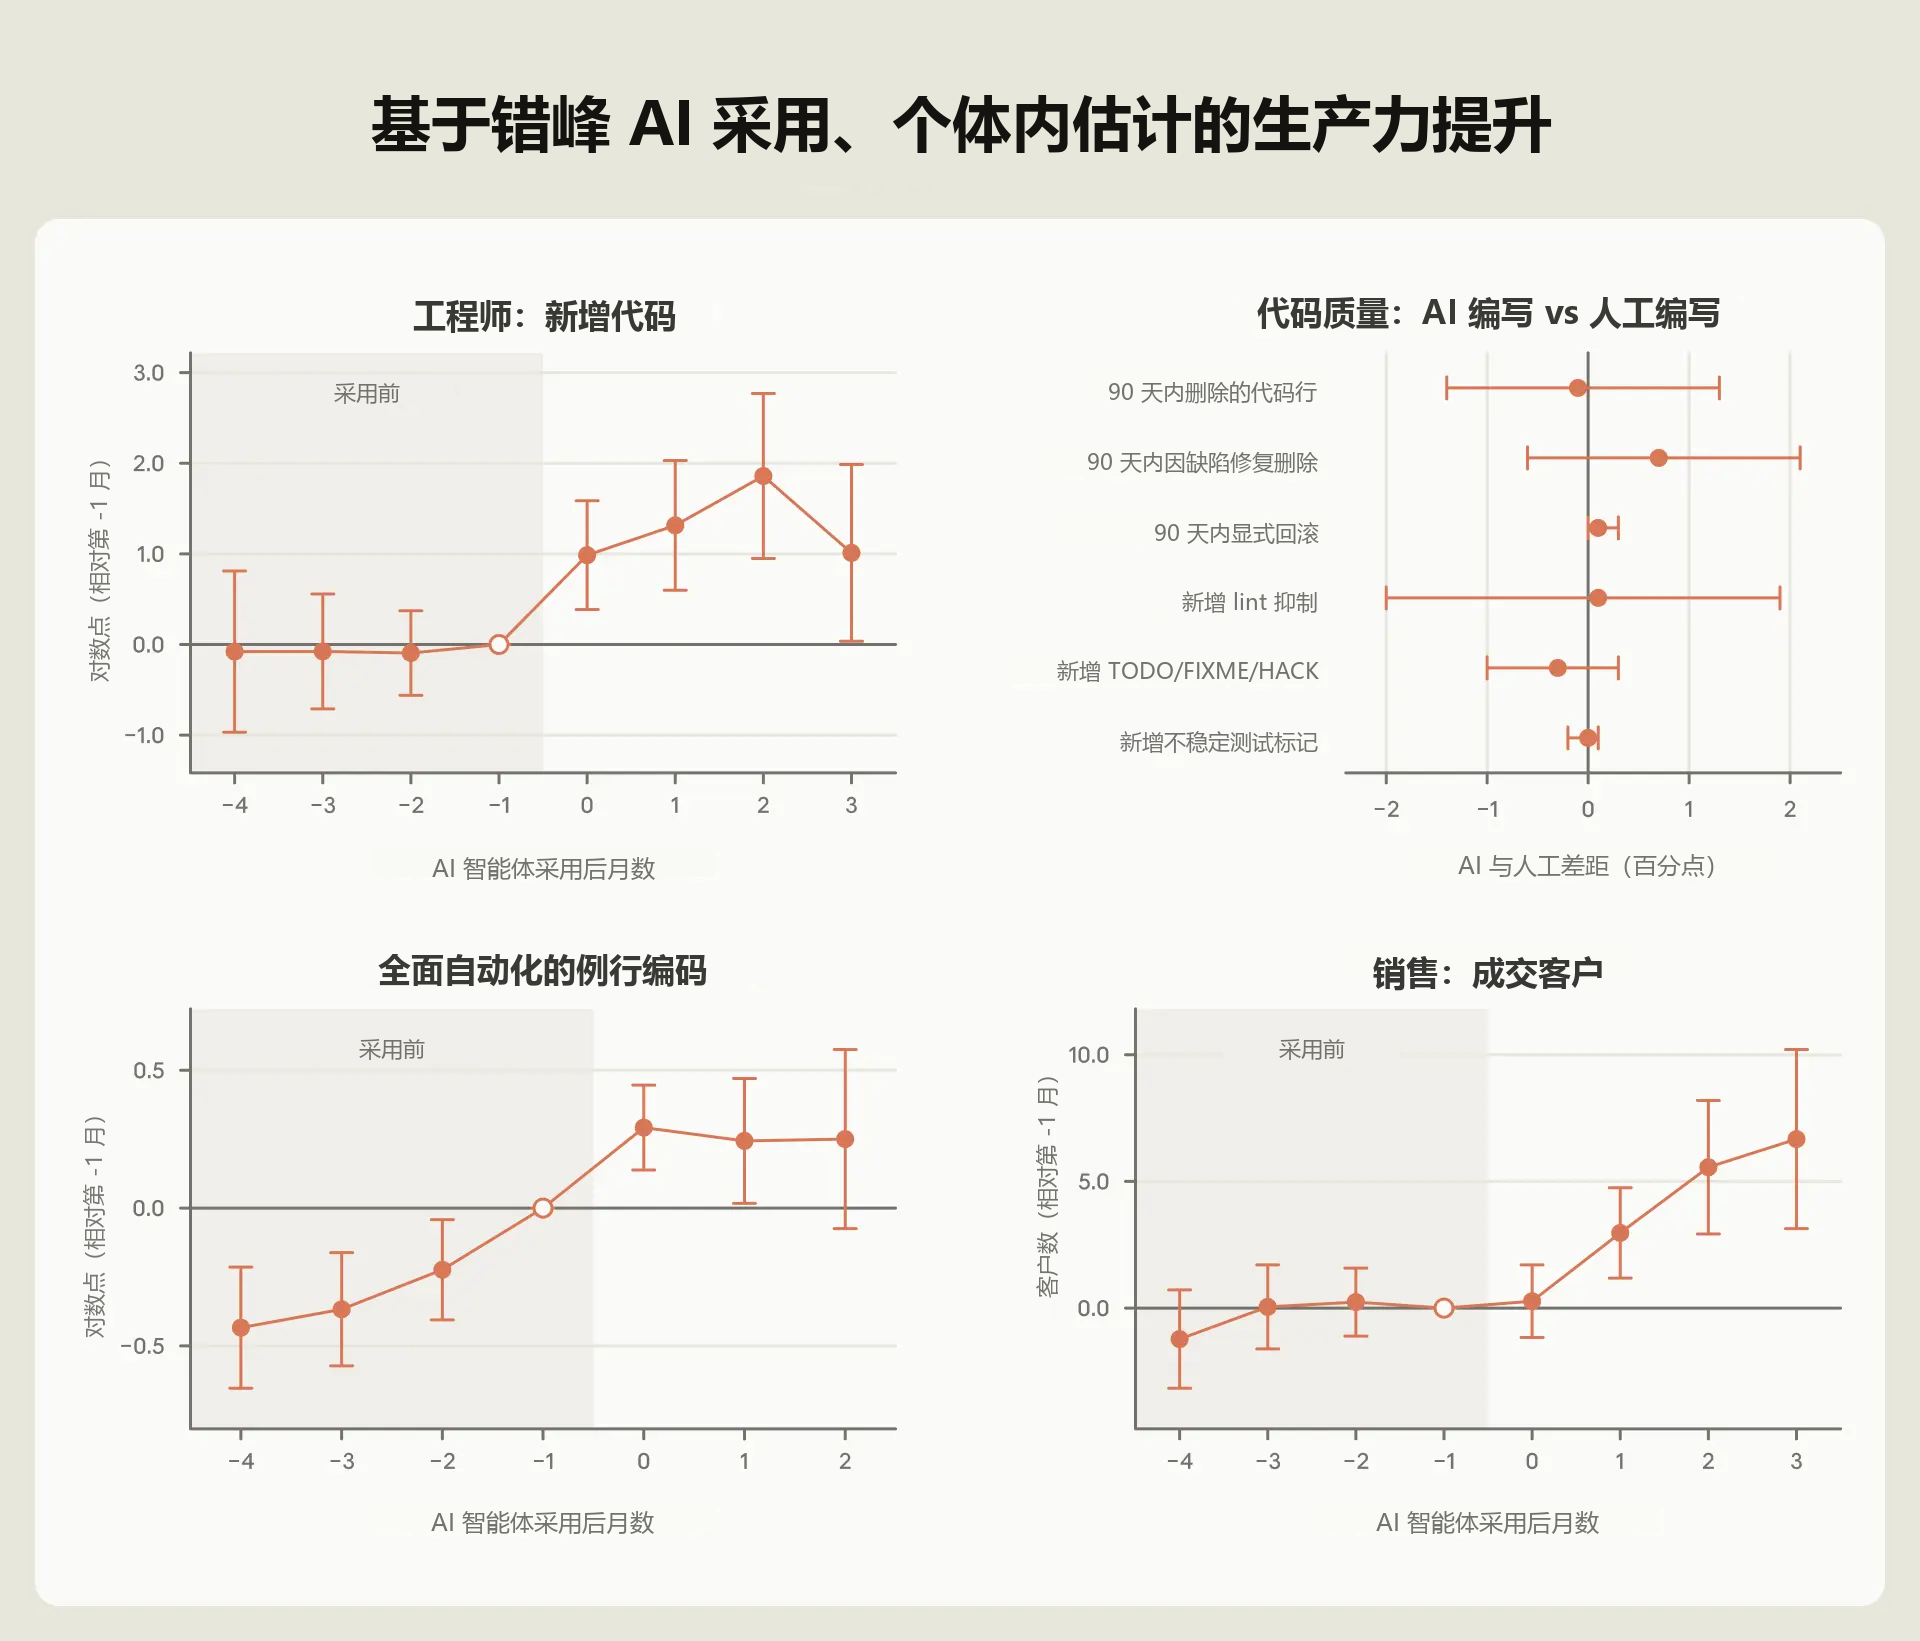 基于错峰 AI 采用、个体内估计的生产力提升
工程师：新增代码
采用前
3.0
2.0
1.0
0.0
−1.0
对数点（相对第 -1 月）
−4 −3 −2 −1 0 1 2 3
AI 智能体采用后月数
代码质量：AI 编写 vs 人工编写
90 天内删除的代码行
90 天内因缺陷修复删除
90 天内显式回滚
新增 lint 抑制
新增 TODO/FIXME/HACK
新增不稳定测试标记
−2 −1 0 1 2
AI 与人工差距（百分点）
全面自动化的例行编码
采用前
0.5
0.0
−0.5
对数点（相对第 -1 月）
−4 −3 −2 −1 0 1 2
AI 智能体采用后月数
销售：成交客户
采用前
10.0
5.0
0.0
客户数（相对第 -1 月）
−4 −3 −2 −1 0 1 2 3
AI 智能体采用后月数